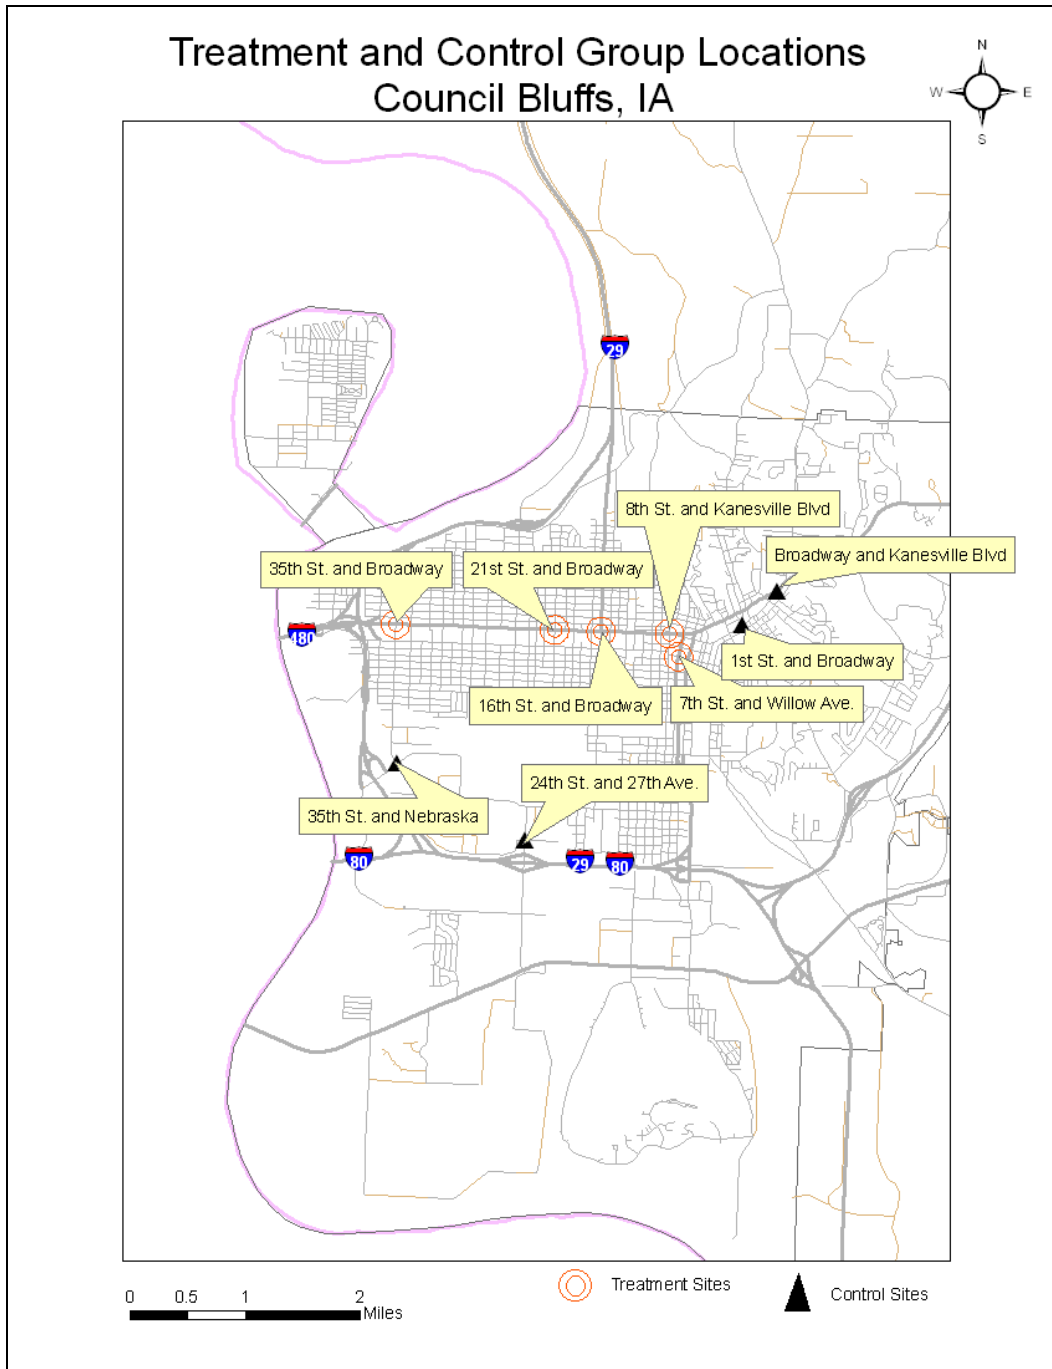 Treatment and Control Group Locations
Council Bluffs, IA
N
W
E
S
29
8th St. and Kanesville Blvd
Broadway and Kanesville Blvd
35th St. and Broadway
21st St. and Broadway
480
1st St. and Broadway
16th St. and Broadway
7th St. and Willow Ave.
24th St. and 27th Ave.
35th St. and Nebraska
80
29
80
Treatment Sites
Control Sites
0 0.5 1 2
Miles